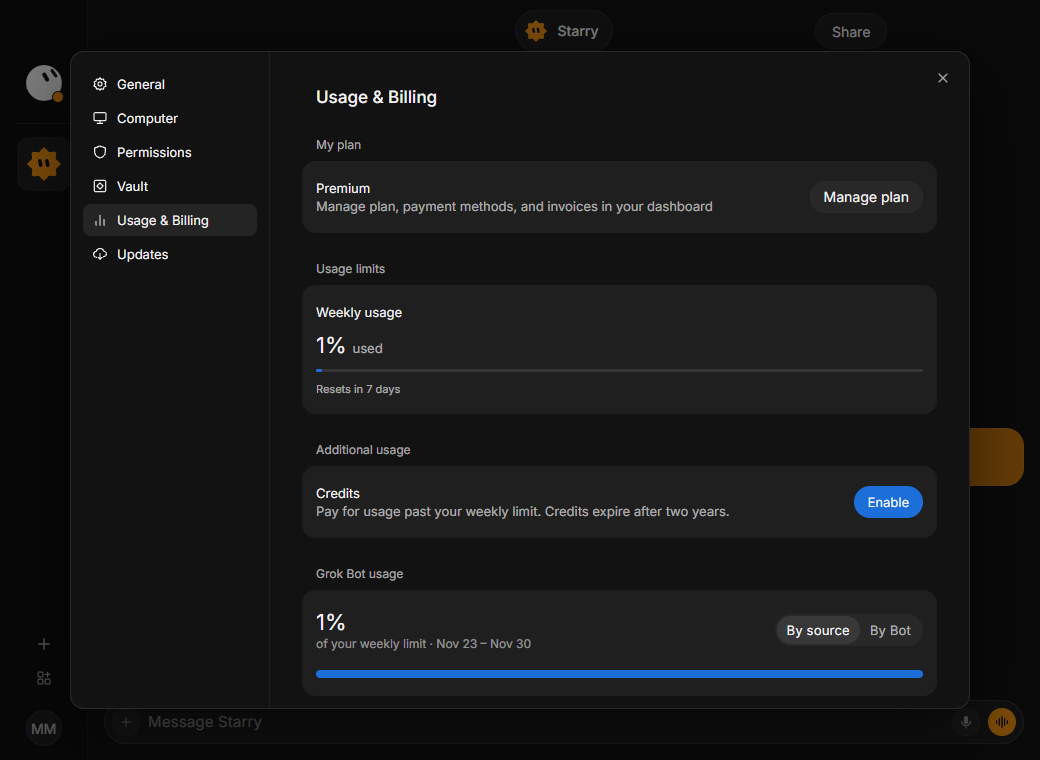 Starry
Share
General
Computer
Permissions
Vault
Usage & Billing
Updates
Usage & Billing
My plan
Premium
Manage plan, payment methods, and invoices in your dashboard
Manage plan
Usage limits
Weekly usage
1% used
Resets in 7 days
Additional usage
Credits
Pay for usage past your weekly limit. Credits expire after two years.
Enable
Grok Bot usage
1%
of your weekly limit · Nov 23 – Nov 30
By source
By Bot
MM
Message Starry